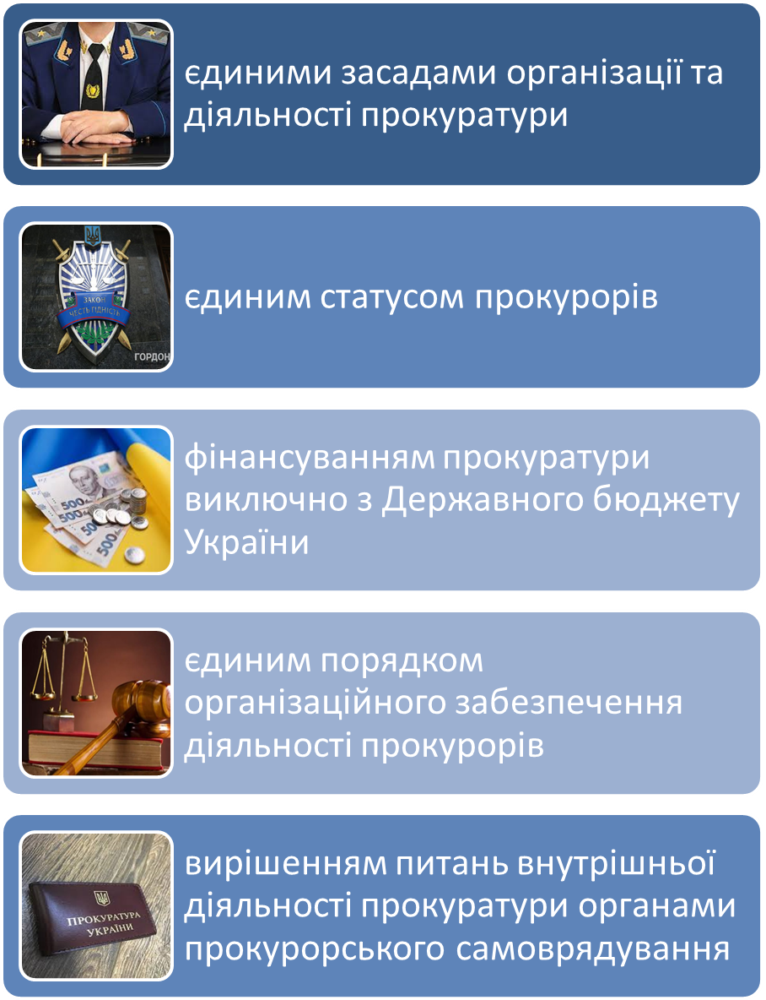 єдиними засадами організації та
діяльності прокуратури
ЗАКОН
ЧЕСТЬ ГІДНІСТЬ
ГОРДОН
єдиним статусом прокурорів
500
500
500
500
фінансуванням прокуратури
виключно з Державного бюджету
України
єдиним порядком
організаційного забезпечення
діяльності прокурорів
ПРОКУРАТУРА
УКРАЇНИ
вирішенням питань внутрішньої
діяльності прокуратури органами
прокурорського самоврядування